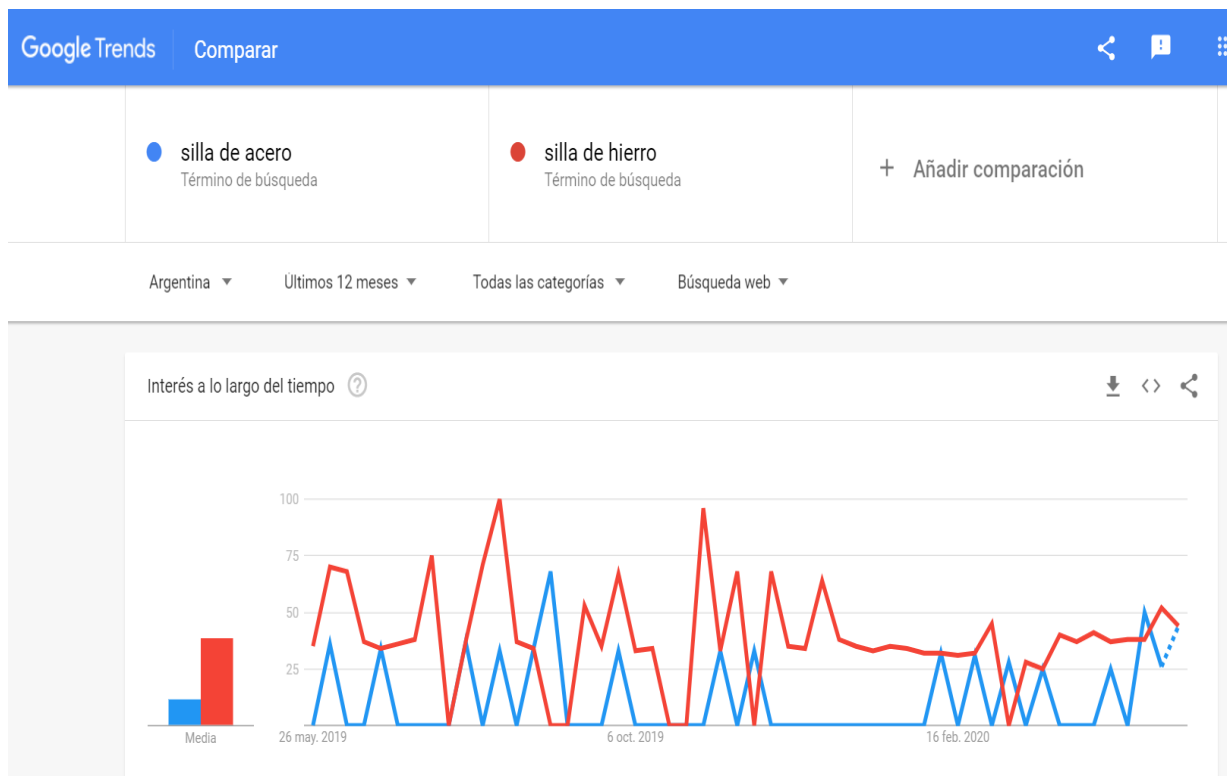 Google Trends Comparar
silla de acero
Término de búsqueda
silla de hierro
Término de búsqueda
+ Añadir comparación
Argentina Últimos 12 meses Todas las categorías Búsqueda web
Interés a lo largo del tiempo ?
100
75
50
25
Media
26 may. 2019 6 oct. 2019 16 feb. 2020